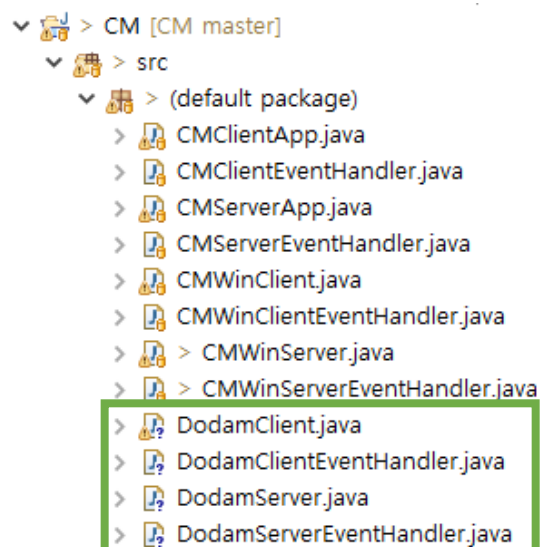 > CM [CM master]
> src
> (default package)
CMClientApp.java
CMClientEventHandler.java
CMServerApp.java
CMServerEventHandler.java
CMWinClient.java
CMWinClientEventHandler.java
> CMWinServer.java
> CMWinServerEventHandler.java
DodamClient.java
DodamClientEventHandler.java
DodamServer.java
DodamServerEventHandler.java